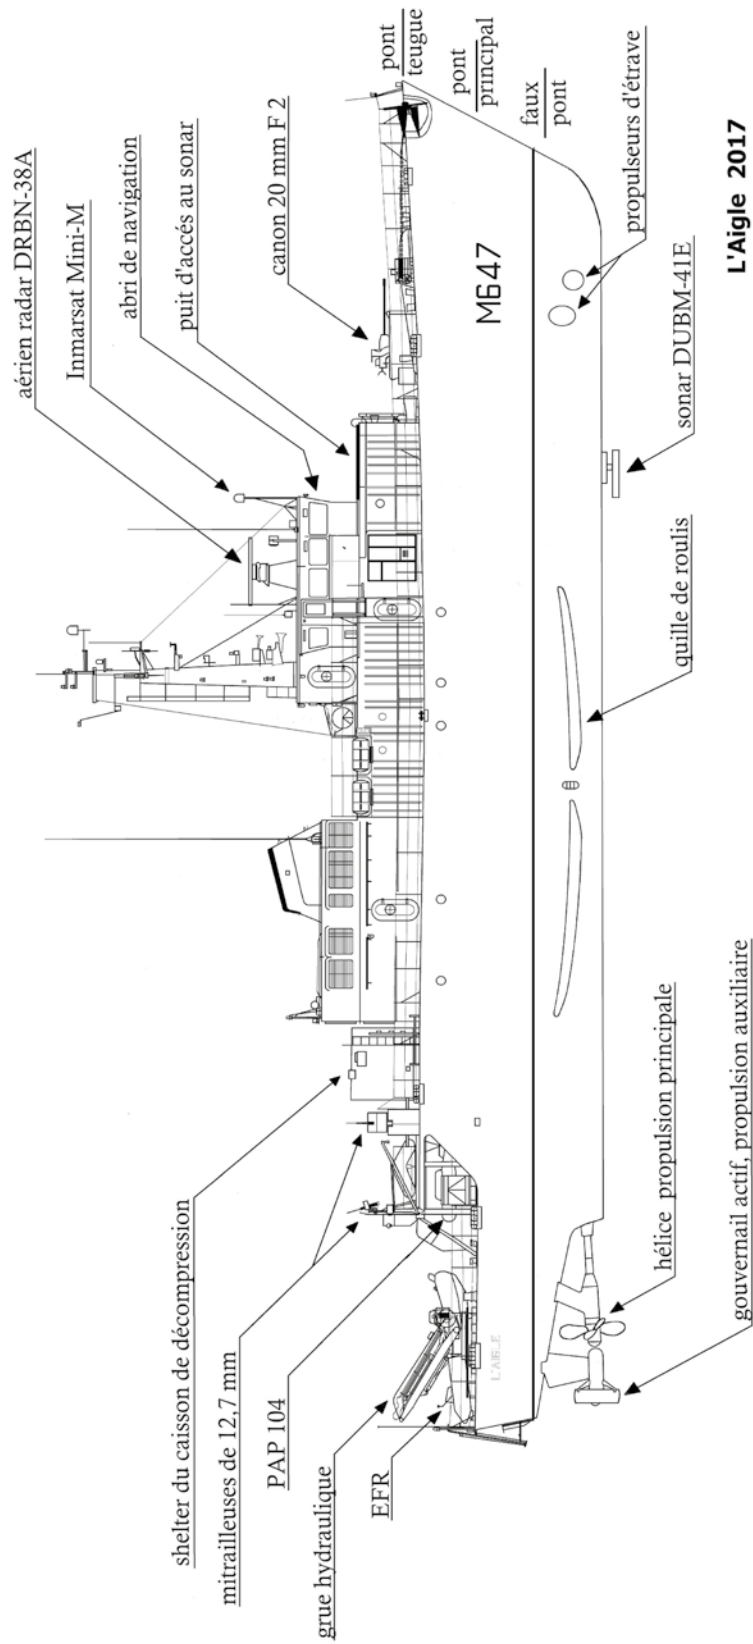 shelter du caisson de décompression
mitrailleuses de 12,7 mm
PAP 104
grue hydraulique
EFR
aérien radar DRBN-38A
Inmarsat Mini-M
abri de navigation
puit d'accés au sonar
canon 20 mm F 2
pont
teugue
pont
principal
faux
pont
M647
L'AIGLE
hélice propulsion principale
gouvernail actif, propulsion auxiliaire
quille de roulis
sonar DUBM-41E
propulseurs d'étrave
L'Aigle 2017